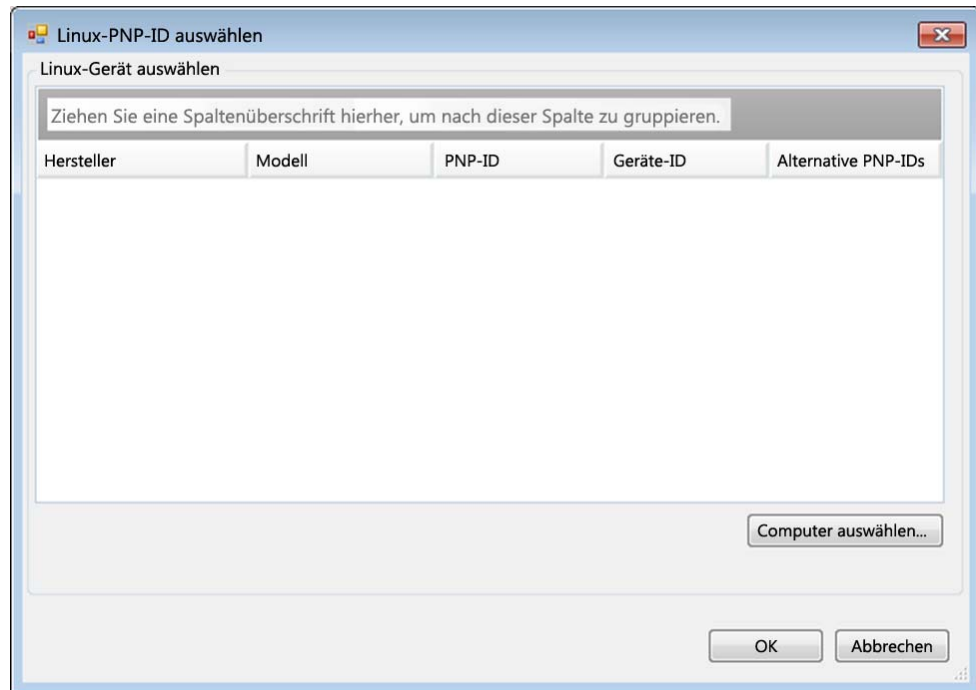 Linux-PNP-ID auswählen
Linux-Gerät auswählen
Ziehen Sie eine Spaltenüberschrift hierher, um nach dieser Spalte zu gruppieren.
Hersteller Modell PNP-ID Geräte-ID Alternative PNP-IDs
Computer auswählen...
OK Abbrechen